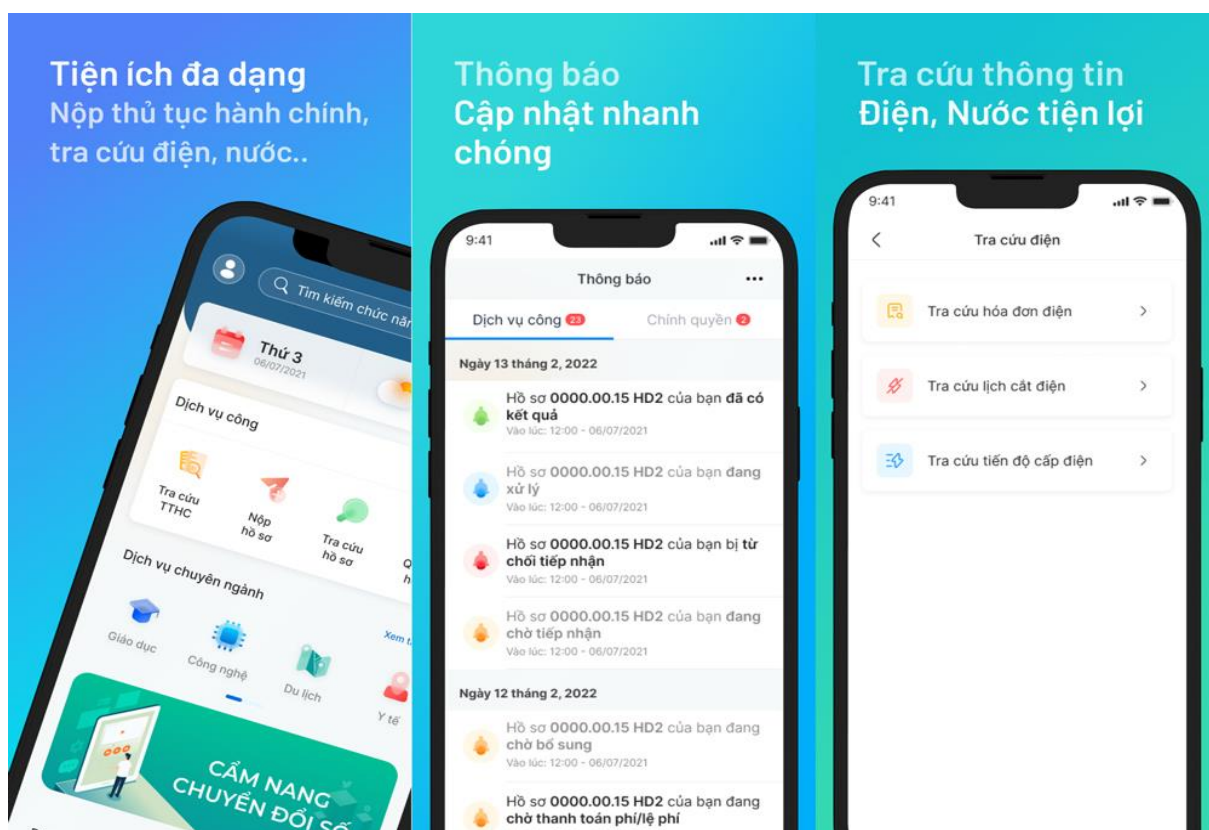 Tiện ích đa dạng
Nộp thủ tục hành chính,
tra cứu điện, nước..
Tìm kiếm chức năn
Thứ 3
06/07/2021
Dịch vụ công
Tra cứu
TTHC
Nộp
hồ sơ
Tra cứu
hồ sơ
Dịch vụ chuyên ngành
Xem
Giáo dục
Công nghệ
Du lịch
Y tế
CẨM NANG
CHUYỂN ĐỔI SỐ
Thông báo
Cập nhật nhanh
chóng
9:41
Thông báo
Dịch vụ công 23
Chính quyền 2
Ngày 13 tháng 2, 2022
Hồ sơ 0000.00.15 HD2 của bạn đã có
kết quả
Vào lúc: 12:00 - 06/07/2021
Hồ sơ 0000.00.15 HD2 của bạn đang
xử lý
Vào lúc: 12:00 - 06/07/2021
Hồ sơ 0000.00.15 HD2 của bạn bị từ
chối tiếp nhận
Vào lúc: 12:00 - 06/07/2021
Hồ sơ 0000.00.15 HD2 của bạn đang
chờ tiếp nhận
Vào lúc: 12:00 - 06/07/2021
Ngày 12 tháng 2, 2022
Hồ sơ 0000.00.15 HD2 của bạn đang
chờ bổ sung
Vào lúc: 12:00 - 06/07/2021
Hồ sơ 0000.00.15 HD2 của bạn đang
chờ thanh toán phí/lệ phí
Tra cứu thông tin
Điện, Nước tiện lợi
9:41
Tra cứu điện
Tra cứu hóa đơn điện
Tra cứu lịch cắt điện
Tra cứu tiến độ cấp điện